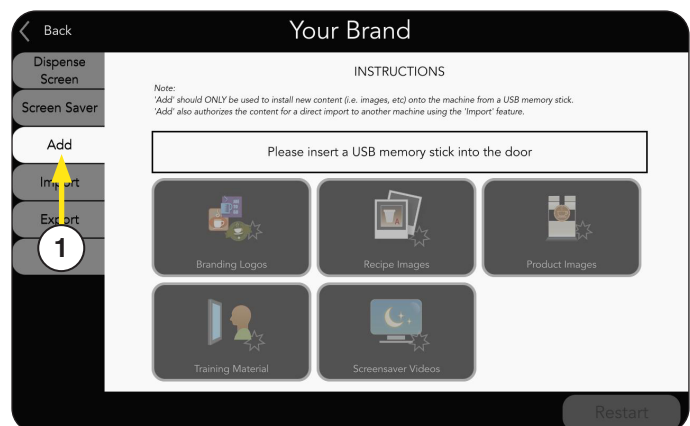 Back
Your Brand
Dispense
Screen
Screen Saver
Add
Import
Export
1
INSTRUCTIONS
Note:
'Add' should ONLY be used to install new content (i.e. images, etc) onto the machine from a USB memory stick.
'Add' also authorizes the content for a direct import to another machine using the 'Import' feature.
Please insert a USB memory stick into the door
Branding Logos
Recipe Images
Product Images
Training Material
Screensaver Videos
Restart